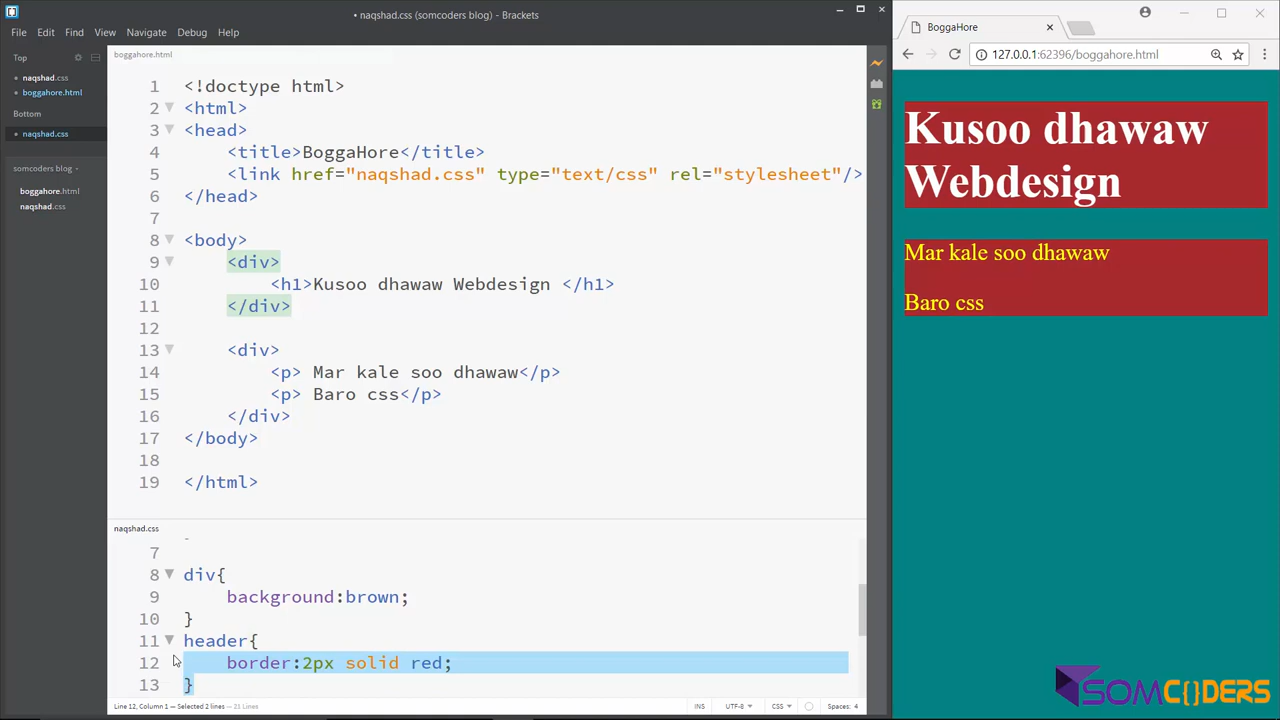 • naqshad.css (somcoders blog) - Brackets
File Edit Find View Navigate Debug Help
Top
• naqshad.css
• boggahore.html
Bottom
• naqshad.css
somcoders blog
boggahore.html
naqshad.css
boggahore.html
1 <!doctype html>
2 <html>
3 <head>
4 <title>BoggaHore</title>
5 <link href="naqshad.css" type="text/css" rel="stylesheet"/>
6 </head>
7
8 <body>
9 <div>
10 <h1>Kusoo dhawaw Webdesign </h1>
11 </div>
12
13 <div>
14 <p> Mar kale soo dhawaw</p>
15 <p> Baro css</p>
16 </div>
17 </body>
18
19 </html>
naqshad.css
7
8 div{
9 background:brown;
10 }
11 header{
12 border:2px solid red;
13 }
Line 12, Column 1 — Selected 2 lines — 21 Lines
INS UTF-8 CSS Spaces: 4
BoggaHore
127.0.0.1:62396/boggahore.html
Kusoo dhawaw
Webdesign
Mar kale soo dhawaw
Baro css
SOMC{}DERS